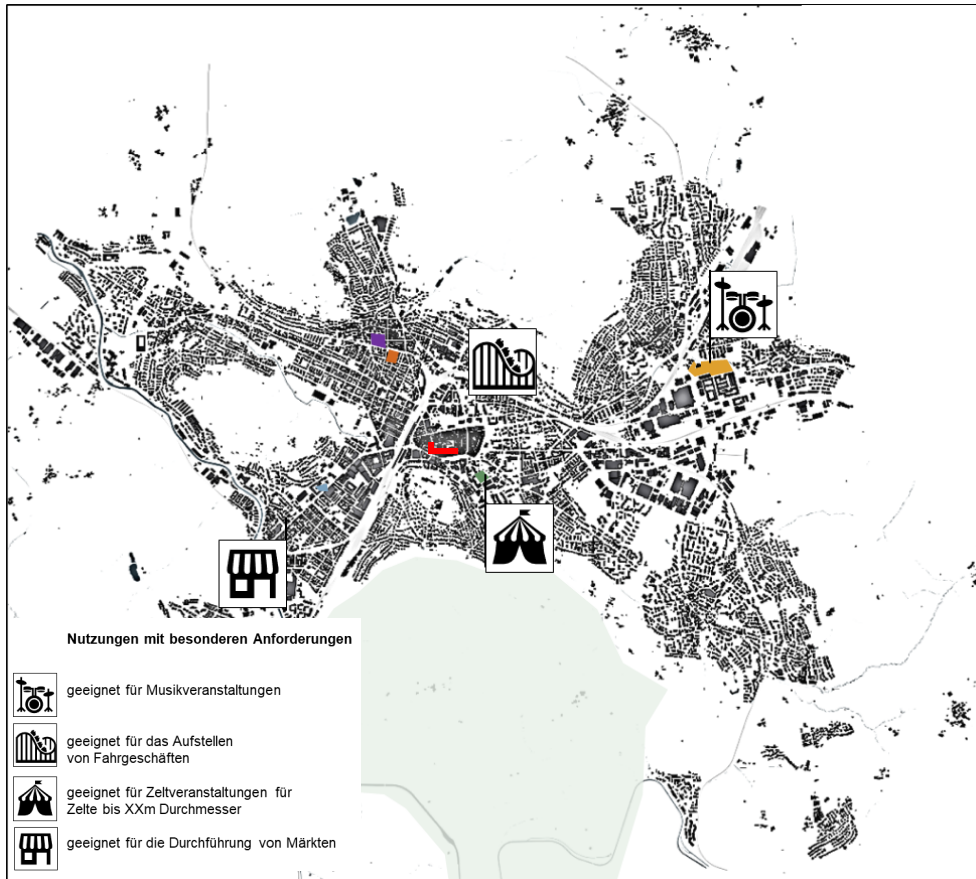 Nutzungen mit besonderen Anforderungen
geeignet für Musikveranstaltungen
geeignet für das Aufstellen
von Fahrgeschäften
geeignet für Zeltveranstaltungen für
Zelte bis XXm Durchmesser
geeignet für die Durchführung von Märkten